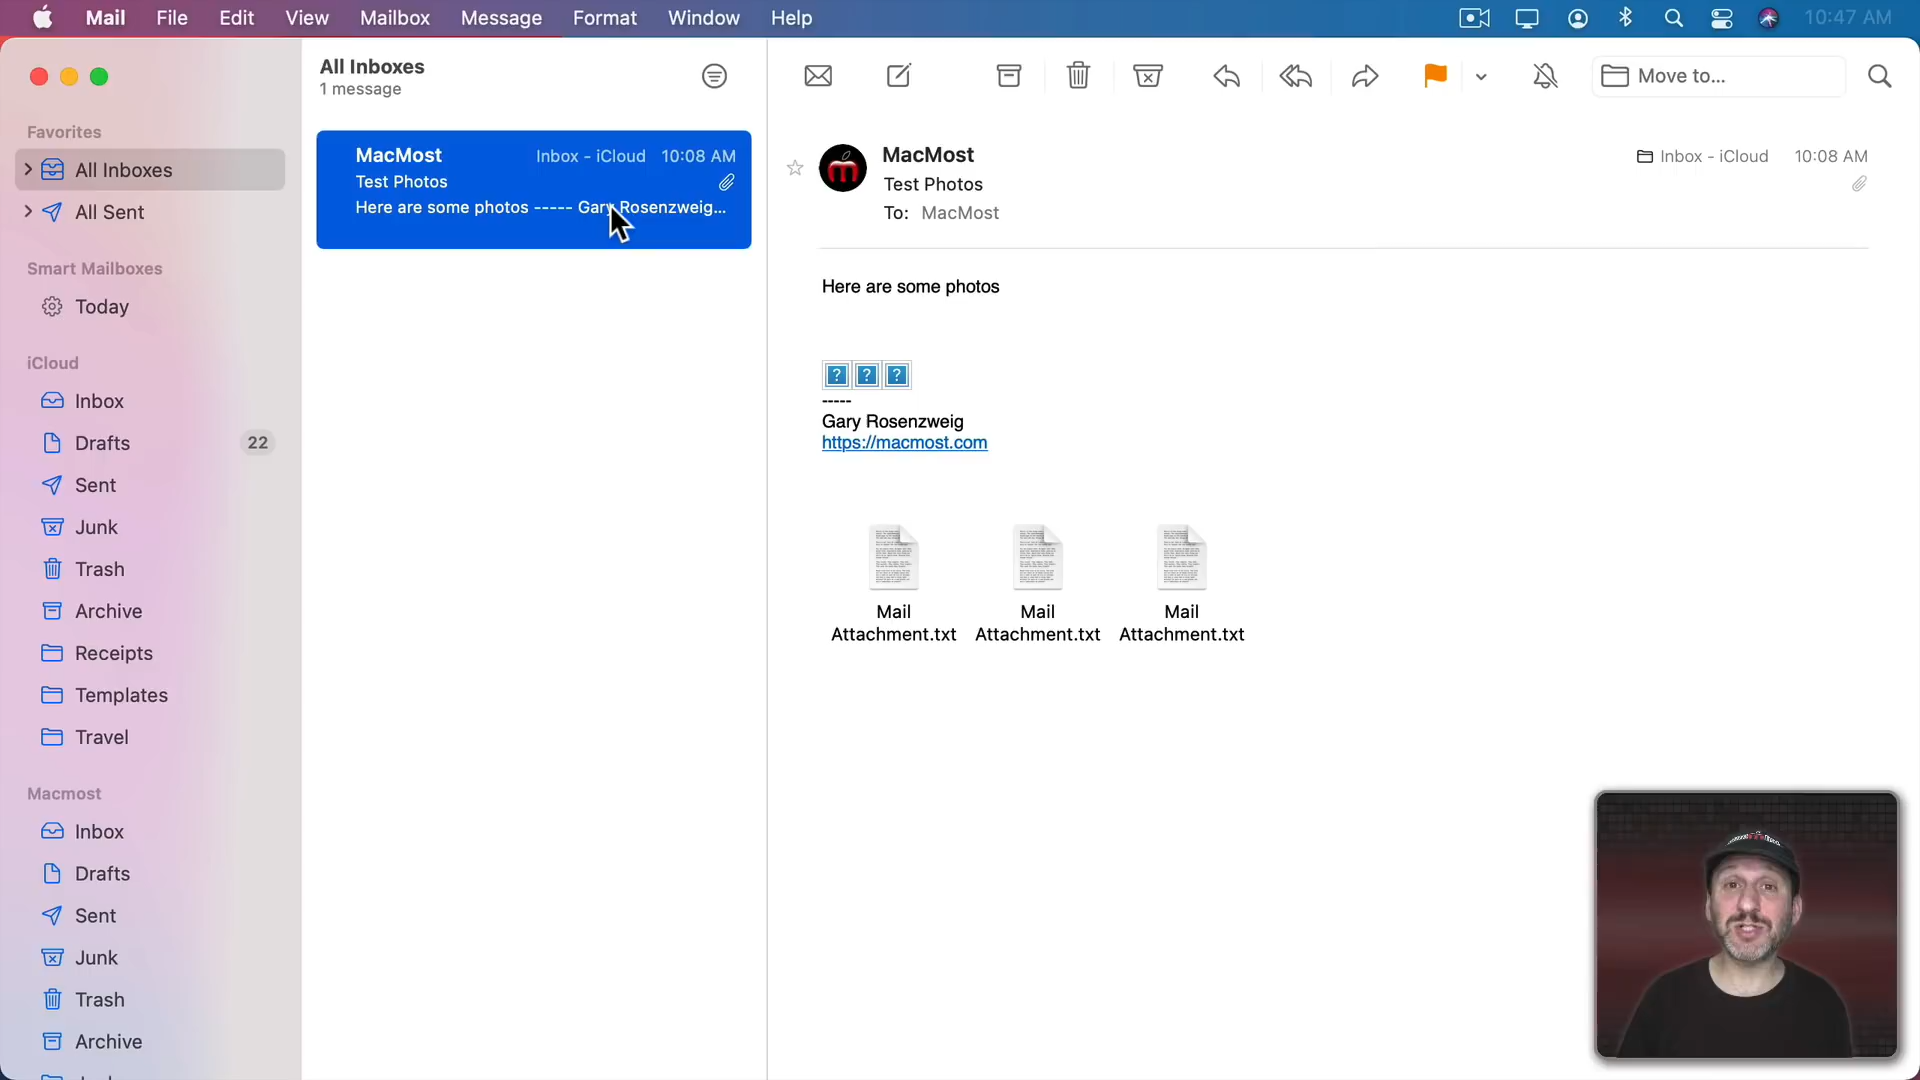 Mail File Edit View Mailbox Message Format Window Help 10:47 AM
All Inboxes
1 message
Move to...
Favorites
All Inboxes
All Sent
Smart Mailboxes
Today
iCloud
Inbox
Drafts 22
Sent
Junk
Trash
Archive
Receipts
Templates
Travel
Macmost
Inbox
Drafts
Sent
Junk
Trash
Archive
MacMost Inbox - iCloud 10:08 AM
Test Photos
Here are some photos ----- Gary Rosenzweig...
MacMost Inbox - iCloud 10:08 AM
Test Photos
To: MacMost
Here are some photos
? ? ?
-----
Gary Rosenzweig
https://macmost.com
Mail Attachment.txt
Mail Attachment.txt
Mail Attachment.txt